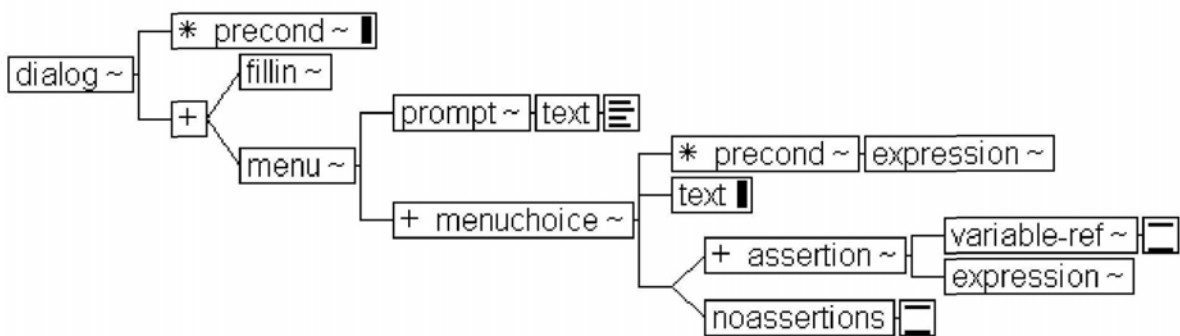 * precond ~
dialog ~
fillin ~
+
menu ~
prompt ~ text
* precond ~ expression ~
text
+ menuchoice ~
+ assertion ~
variable-ref ~
expression ~
noassertions